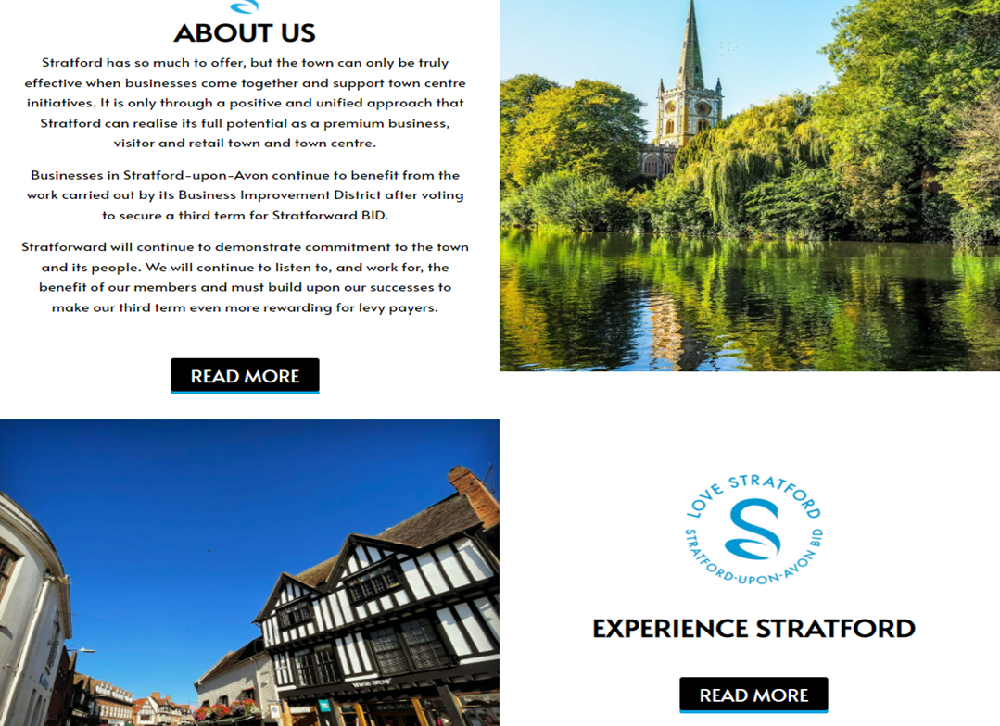 ABOUT US
Stratford has so much to offer, but the town can only be truly
effective when businesses come together and support town centre
initiatives. It is only through a positive and unified approach that
Stratford can realise its full potential as a premium business,
visitor and retail town and town centre.
Businesses in Stratford-upon-Avon continue to benefit from the
work carried out by its Business Improvement District after voting
to secure a third term for Stratforward BID.
Stratforward will continue to demonstrate commitment to the town
and its people. We will continue to listen to, and work for, the
benefit of our members and must build upon our successes to
make our third term even more rewarding for levy payers.
READ MORE
LOVE STRATFORD
STRATFORD-UPON-AVON BID
EXPERIENCE STRATFORD
READ MORE